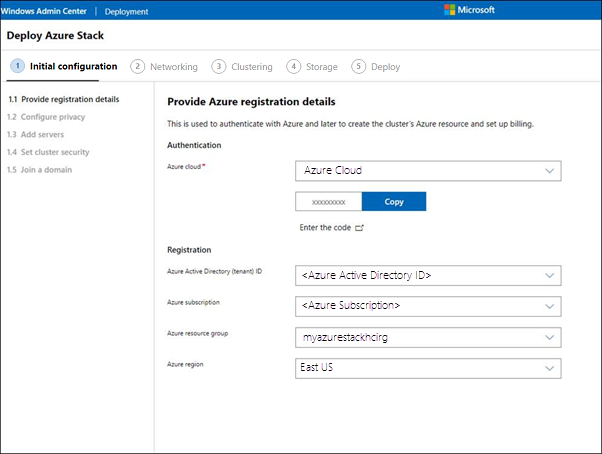 Windows Admin Center | Deployment
Microsoft
Deploy Azure Stack
1 Initial configuration 2 Networking 3 Clustering 4 Storage 5 Deploy
1.1 Provide registration details
1.2 Configure privacy
1.3 Add servers
1.4 Set cluster security
1.5 Join a domain
Provide Azure registration details
This is used to authenticate with Azure and later to create the cluster's Azure resource and set up billing.
Authentication
Azure cloud * Azure Cloud
xxxxxxxxx Copy
Enter the code
Registration
Azure Active Directory (tenant) ID <Azure Active Directory ID>
Azure subscription <Azure Subscription>
Azure resource group myazurestackhcirg
Azure region East US